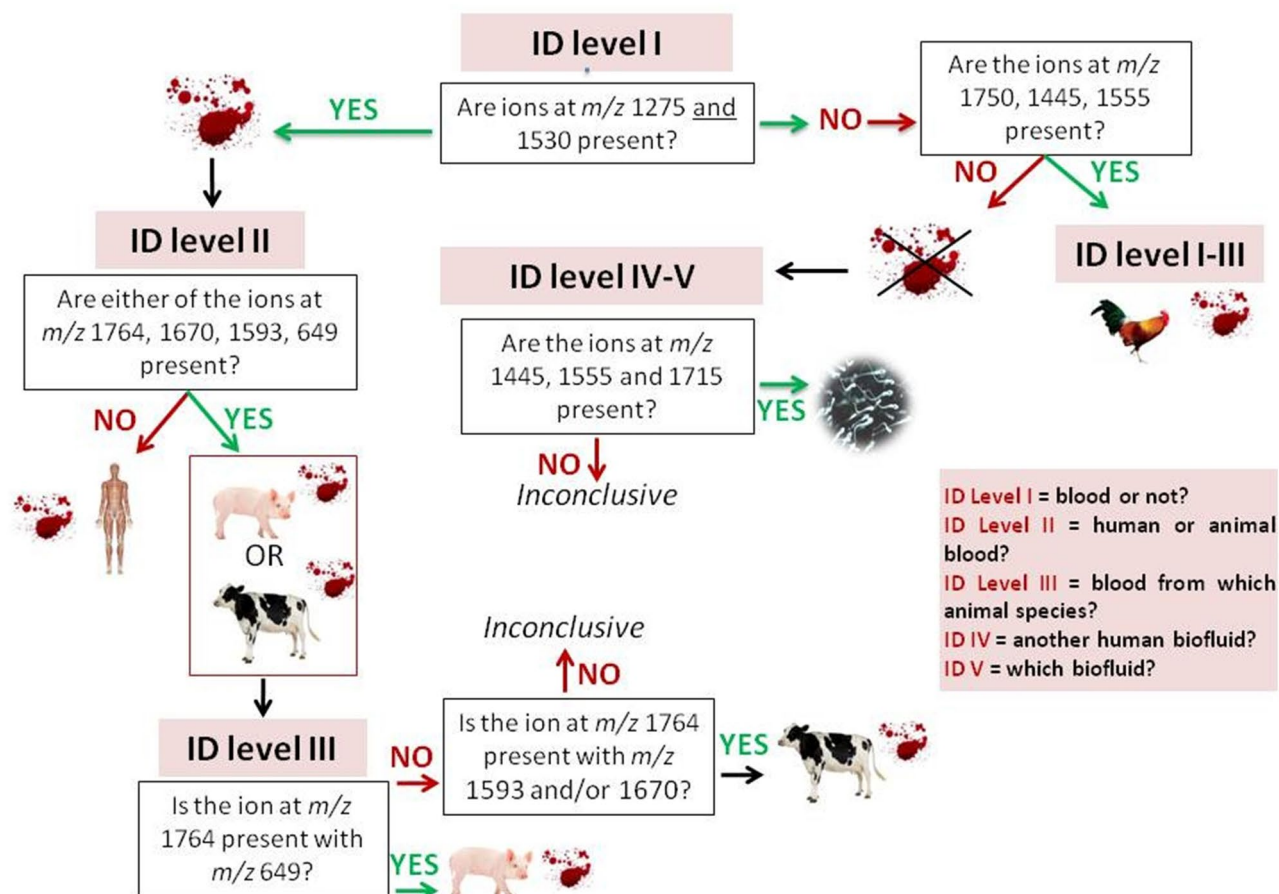 ID level I
Are ions at m/z 1275 and
1530 present?
YES
NO
Are the ions at m/z
1750, 1445, 1555
present?
NO
YES
ID level I-III
ID level II
Are either of the ions at
m/z 1764, 1670, 1593, 649
present?
NO
YES
OR
ID level IV-V
Are the ions at m/z
1445, 1555 and 1715
present?
YES
NO
Inconclusive
ID Level I = blood or not?
ID Level II = human or animal
blood?
ID Level III = blood from which
animal species?
ID IV = another human biofluid?
ID V = which biofluid?
ID level III
Is the ion at m/z
1764 present with
m/z 649?
YES
NO
Is the ion at m/z 1764
present with m/z
1593 and/or 1670?
NO
Inconclusive
YES